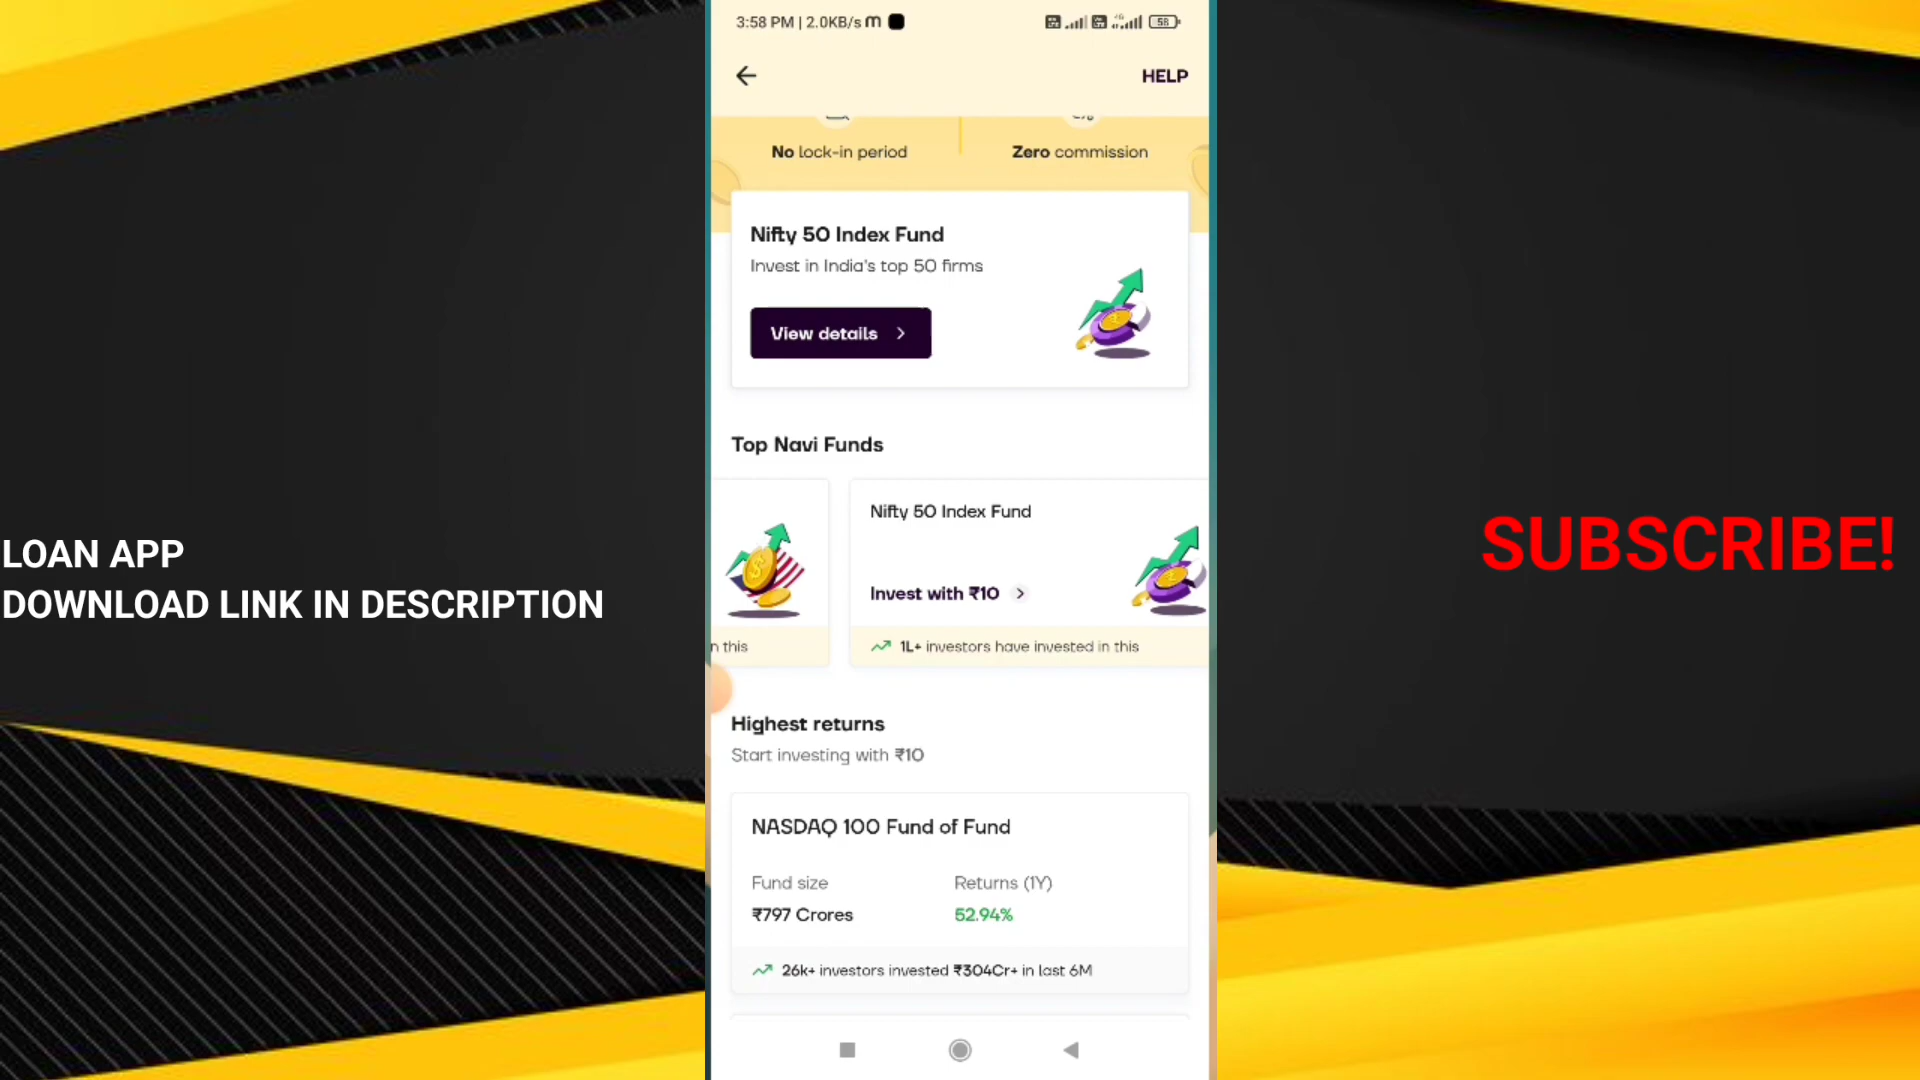 3:58 PM | 2.0KB/s
58
HELP
No lock-in period
Zero commission
Nifty 50 Index Fund
Invest in India's top 50 firms
View details
Top Navi Funds
Nifty 50 Index Fund
Invest with ₹10
n this
1L+ investors have invested in this
Highest returns
Start investing with ₹10
NASDAQ 100 Fund of Fund
Fund size
Returns (1Y)
₹797 Crores
52.94%
26k+ investors invested ₹304Cr+ in last 6M
LOAN APP
DOWNLOAD LINK IN DESCRIPTION
SUBSCRIBE!